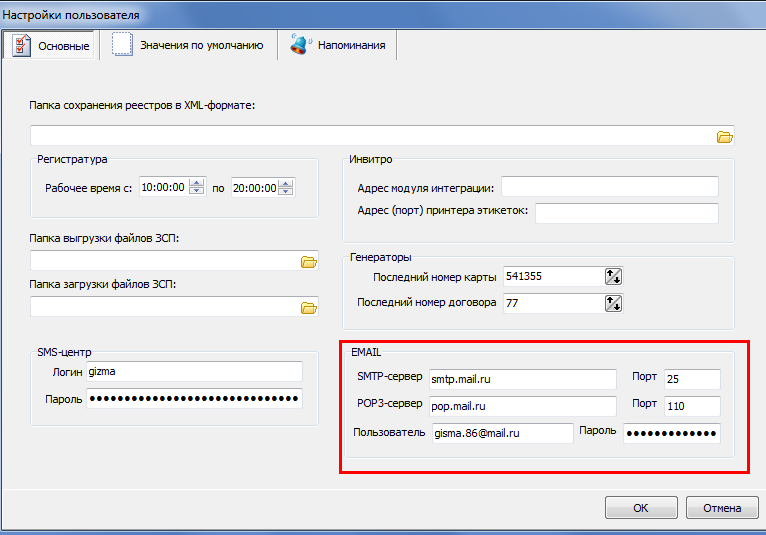 Настройки пользователя
Основные
Значения по умолчанию
Напоминания
Папка сохранения реестров в XML-формате:
Регистратура
Рабочее время с: 10:00:00 по 20:00:00
Инвитро
Адрес модуля интеграции:
Адрес (порт) принтера этикеток:
Папка выгрузки файлов ЗСП:
Папка загрузки файлов ЗСП:
Генераторы
Последний номер карты 541355
Последний номер договора 77
SMS-центр
Логин gizma
Пароль ●●●●●●●●●●●●●●●●●●●●●●●●●●●●●●
EMAIL
SMTP-сервер smtp.mail.ru Порт 25
POP3-сервер pop.mail.ru Порт 110
Пользователь gisma.86@mail.ru Пароль ●●●●●●●●●●●●●
OK Отмена